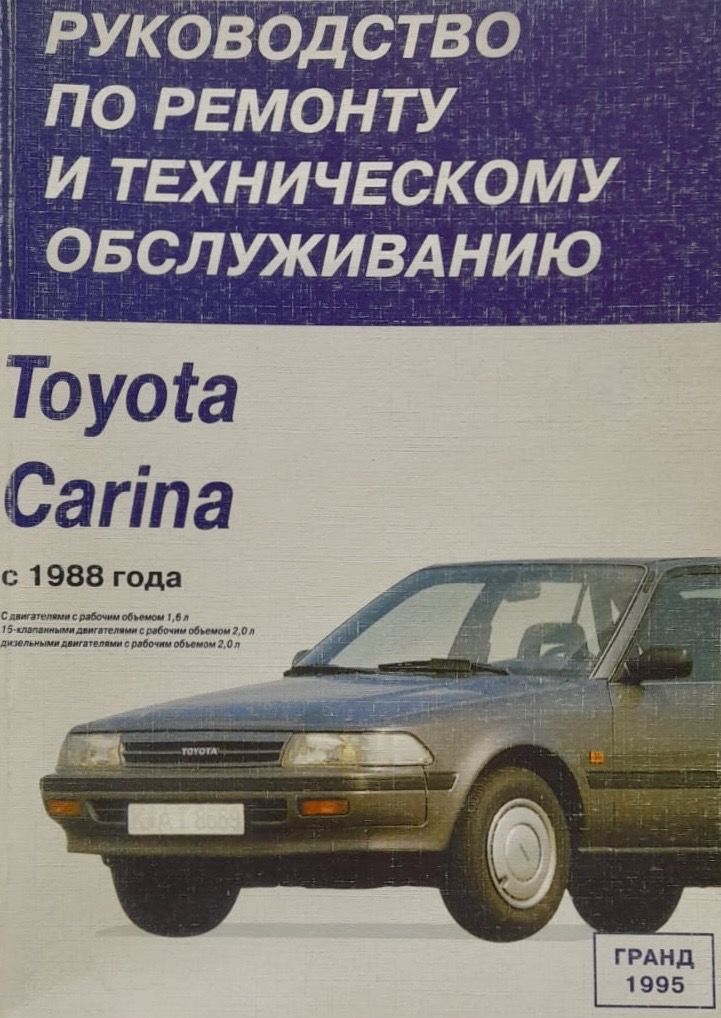 РУКОВОДСТВО
ПО РЕМОНТУ
И ТЕХНИЧЕСКОМУ
ОБСЛУЖИВАНИЮ
Toyota
Carina
с 1988 года
С двигателями с рабочим объемом 1,6 л
15-клапанными двигателями с рабочим объемом 2,0 л
дизельными двигателями с рабочим объемом 2,0 л
TOYOTA
ГРАНД
1995